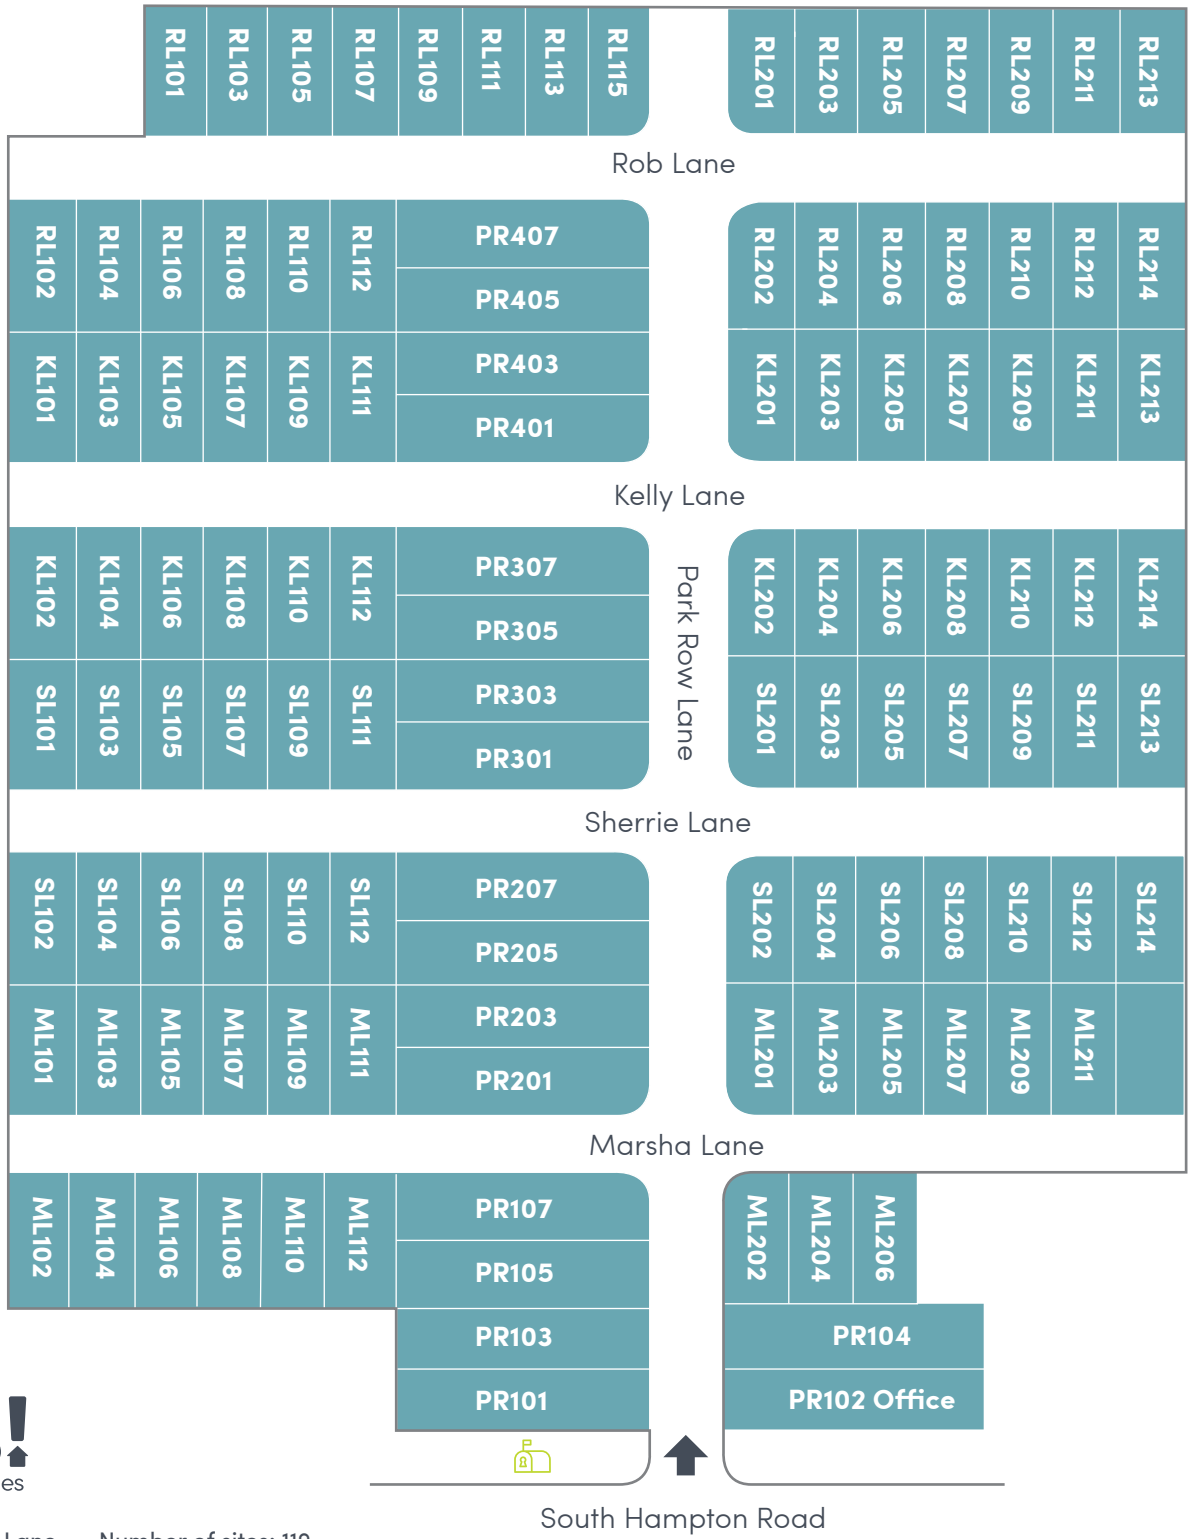 RL101 RL103 RL105 RL107 RL109 RL111 RL113 RL115 RL201 RL203 RL205 RL207 RL209 RL211 RL213
Rob Lane
RL102 RL104 RL106 RL108 RL110 RL112 PR407 RL202 RL204 RL206 RL208 RL210 RL212 RL214
PR405
KL101 KL103 KL105 KL107 KL109 KL111 PR403 KL201 KL203 KL205 KL207 KL209 KL211 KL213
PR401
Kelly Lane
KL102 KL104 KL106 KL108 KL110 KL112 PR307 KL202 KL204 KL206 KL208 KL210 KL212 KL214
PR305
Park Row Lane
SL101 SL103 SL105 SL107 SL109 SL111 PR303 SL201 SL203 SL205 SL207 SL209 SL211 SL213
PR301
Sherrie Lane
SL102 SL104 SL106 SL108 SL110 SL112 PR207 SL202 SL204 SL206 SL208 SL210 SL212 SL214
PR205
ML101 ML103 ML105 ML107 ML109 ML111 PR203 ML201 ML203 ML205 ML207 ML209 ML211
PR201
Marsha Lane
ML102 ML104 ML106 ML108 ML110 ML112 PR107 ML202 ML204 ML206
PR105
PR103 PR104
PR101 PR102 Office
South Hampton Road
Lane Number of sites: 119